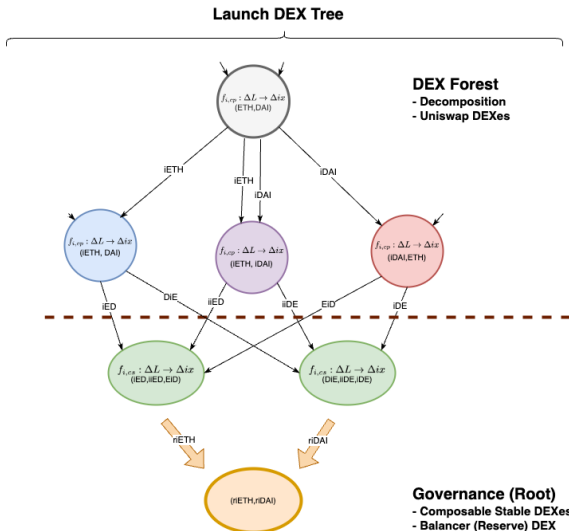 Launch DEX Tree
DEX Forest
- Decomposition
- Uniswap DEXes
f_{i,cp} : ΔL → Δix
(ETH,DAI)
iETH
iETH
iDAI
iDAI
f_{i,cp} : ΔL → Δix
(iETH, DAI)
f_{i,cp} : ΔL → Δix
(iETH, iDAI)
f_{i,cp} : ΔL → Δix
(iDAI,ETH)
iED
DiE
iiED
iiDE
EiD
iDE
f_{i,cs} : ΔL → Δix
(iED,iiED,EiD)
f_{i,cs} : ΔL → Δix
(DiE,iiDE,iDE)
riETH
riDAI
(riETH,riDAI)
Governance (Root)
- Composable Stable DEXes
- Balancer (Reserve) DEX